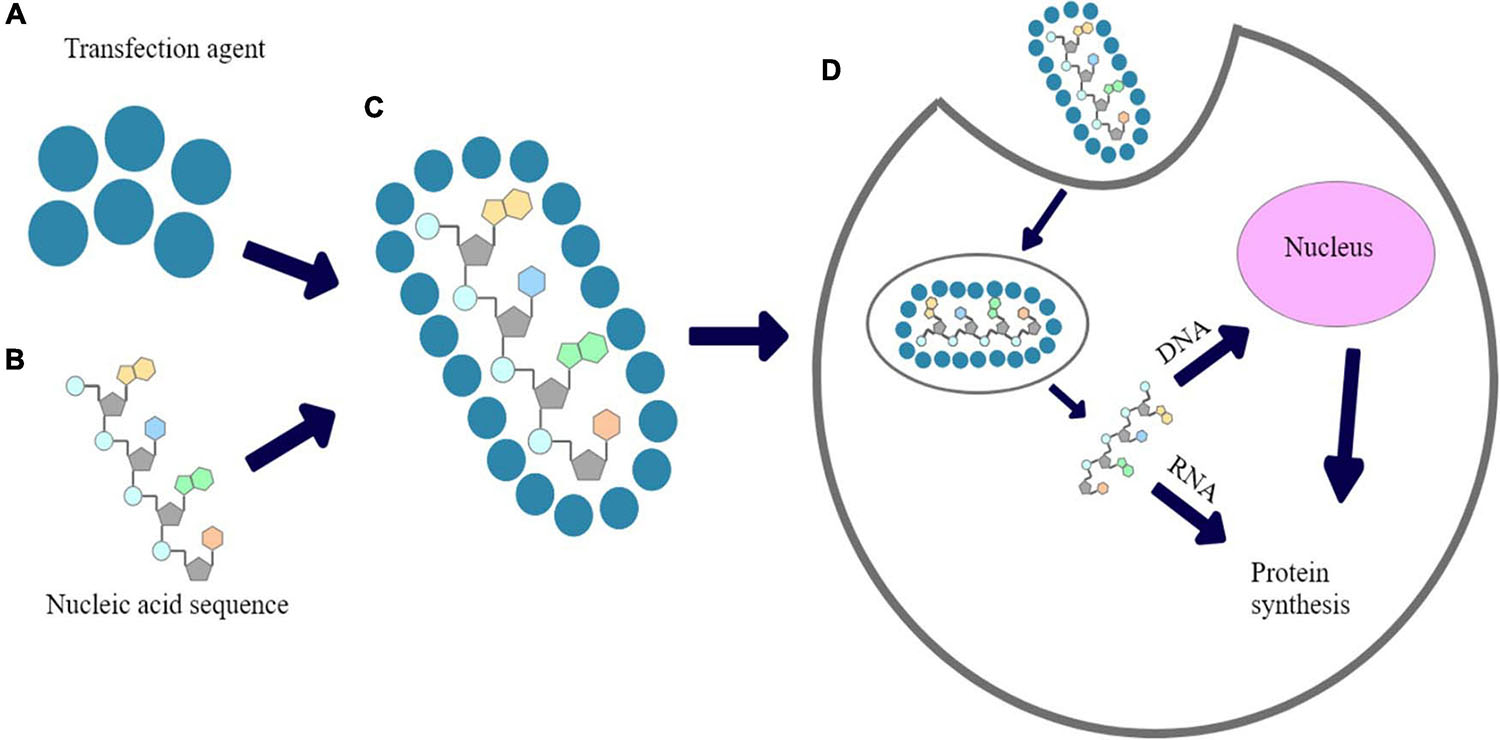 A
Transfection agent
B
Nucleic acid sequence
C
D
Nucleus
DNA
RNA
Protein
synthesis